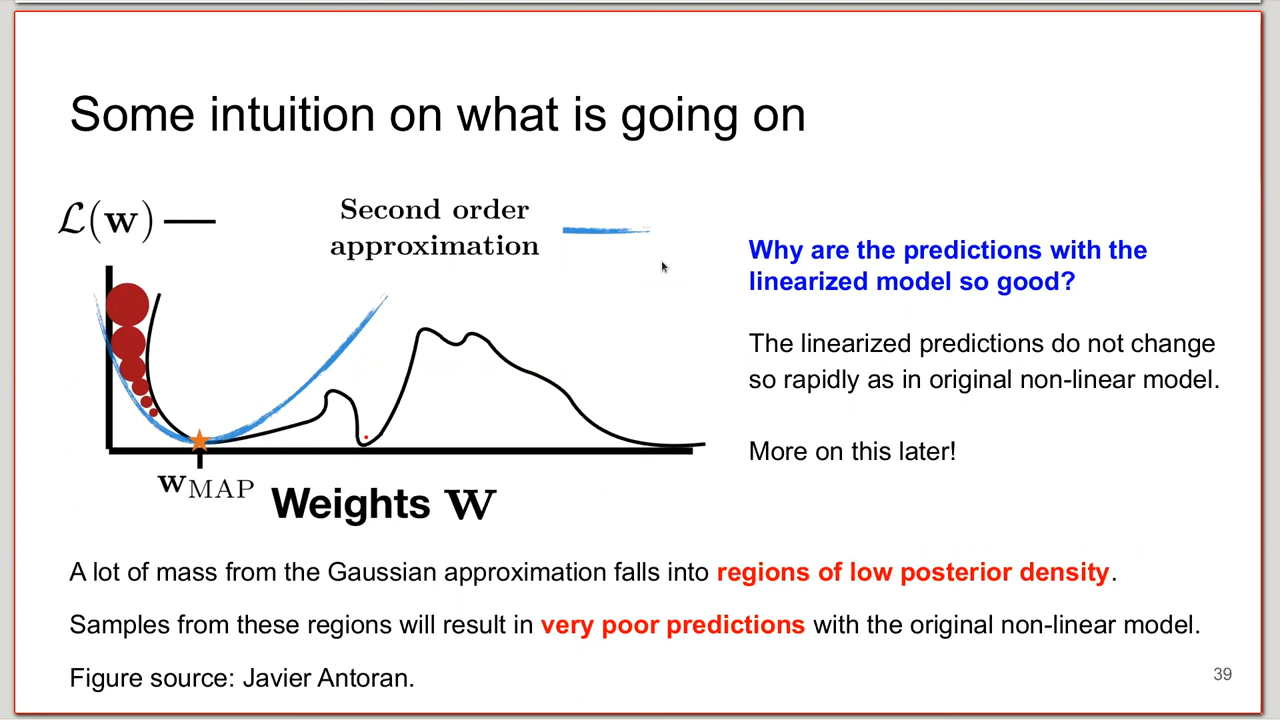 Some intuition on what is going on
ℒ(w)
Second order
approximation
Why are the predictions with the
linearized model so good?
The linearized predictions do not change
so rapidly as in original non-linear model.
More on this later!
w_MAP
Weights w
A lot of mass from the Gaussian approximation falls into regions of low posterior density.
Samples from these regions will result in very poor predictions with the original non-linear model.
Figure source: Javier Antoran.
39